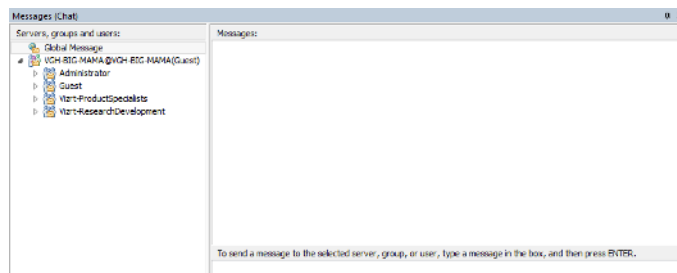 Messages (Chat)
Servers, groups and users:
Messages:
Global Message
VGH-BIG-MAMA@VGH-BIG-MAMA(Guest)
Administrator
Guest
Vizrt-ProductSpecialists
Vizrt-ResearchDevelopment
To send a message to the selected server, group, or user, type a message in the box, and then press ENTER.